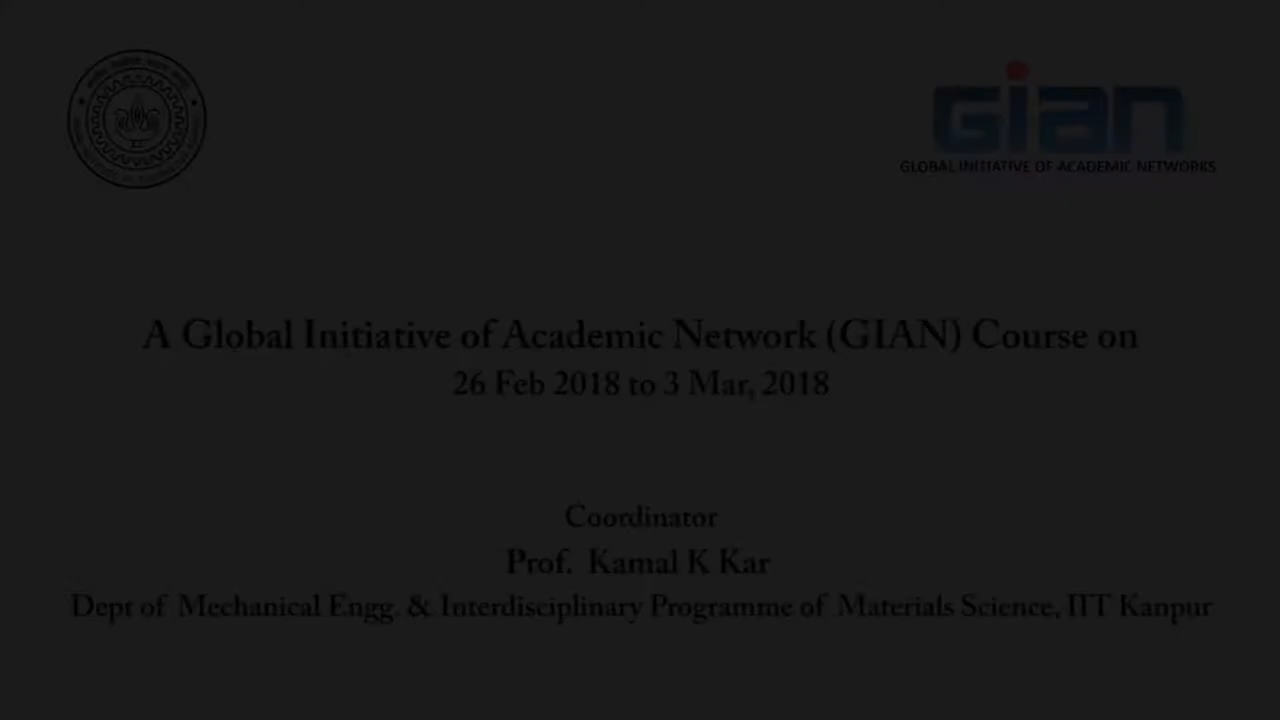 GIAN
GLOBAL INITIATIVE OF ACADEMIC NETWORKS
A Global Initiative of Academic Network (GIAN) Course on
26 Feb 2018 to 3 Mar, 2018
Coordinator
Prof. Kamal K Kar
Dept of Mechanical Engg. & Interdisciplinary Programme of Materials Science, IIT Kanpur